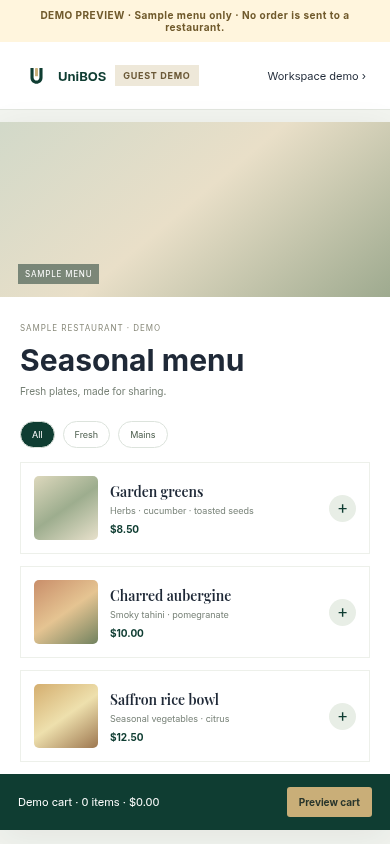 DEMO PREVIEW · Sample menu only · No order is sent to a
restaurant.
UniBOS GUEST DEMO Workspace demo ›
SAMPLE MENU
SAMPLE RESTAURANT · DEMO
Seasonal menu
Fresh plates, made for sharing.
All Fresh Mains
Garden greens
Herbs · cucumber · toasted seeds
$8.50
+
Charred aubergine
Smoky tahini · pomegranate
$10.00
+
Saffron rice bowl
Seasonal vegetables · citrus
$12.50
+
Demo cart · 0 items · $0.00 Preview cart